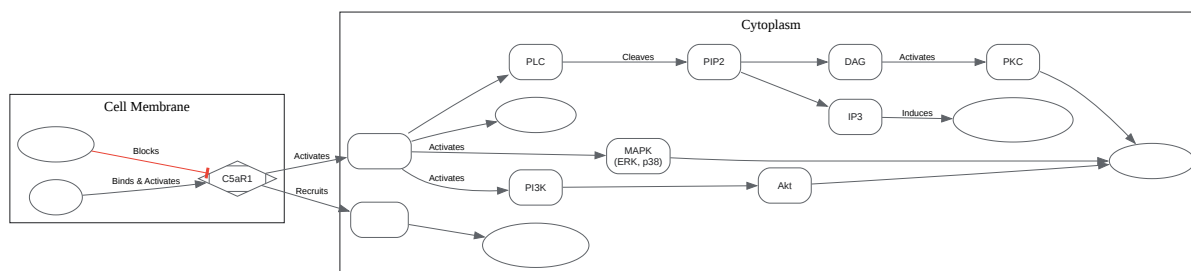 Cytoplasm
PLC
Cleaves
PIP2
DAG
Activates
PKC
Cell Membrane
IP3
Induces
Blocks
Activates
Activates
MAPK
(ERK, p38)
C5aR1
Binds & Activates
Activates
PI3K
Akt
Recruits